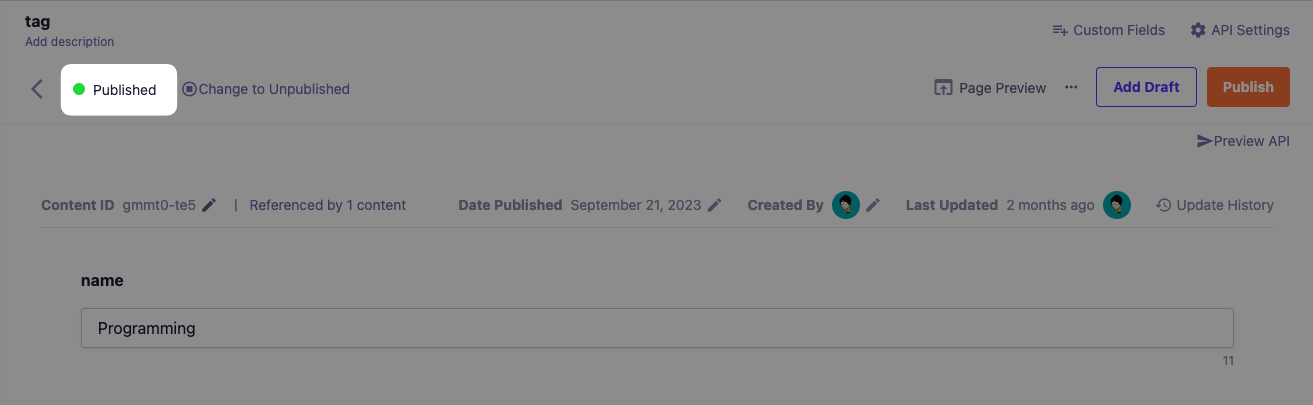 tag
Add description
Custom Fields
API Settings
Published
Change to Unpublished
Page Preview
Add Draft
Publish
Preview API
Content ID gmmt0-te5 | Referenced by 1 content
Date Published September 21, 2023
Created By
Last Updated 2 months ago
Update History
name
Programming
11